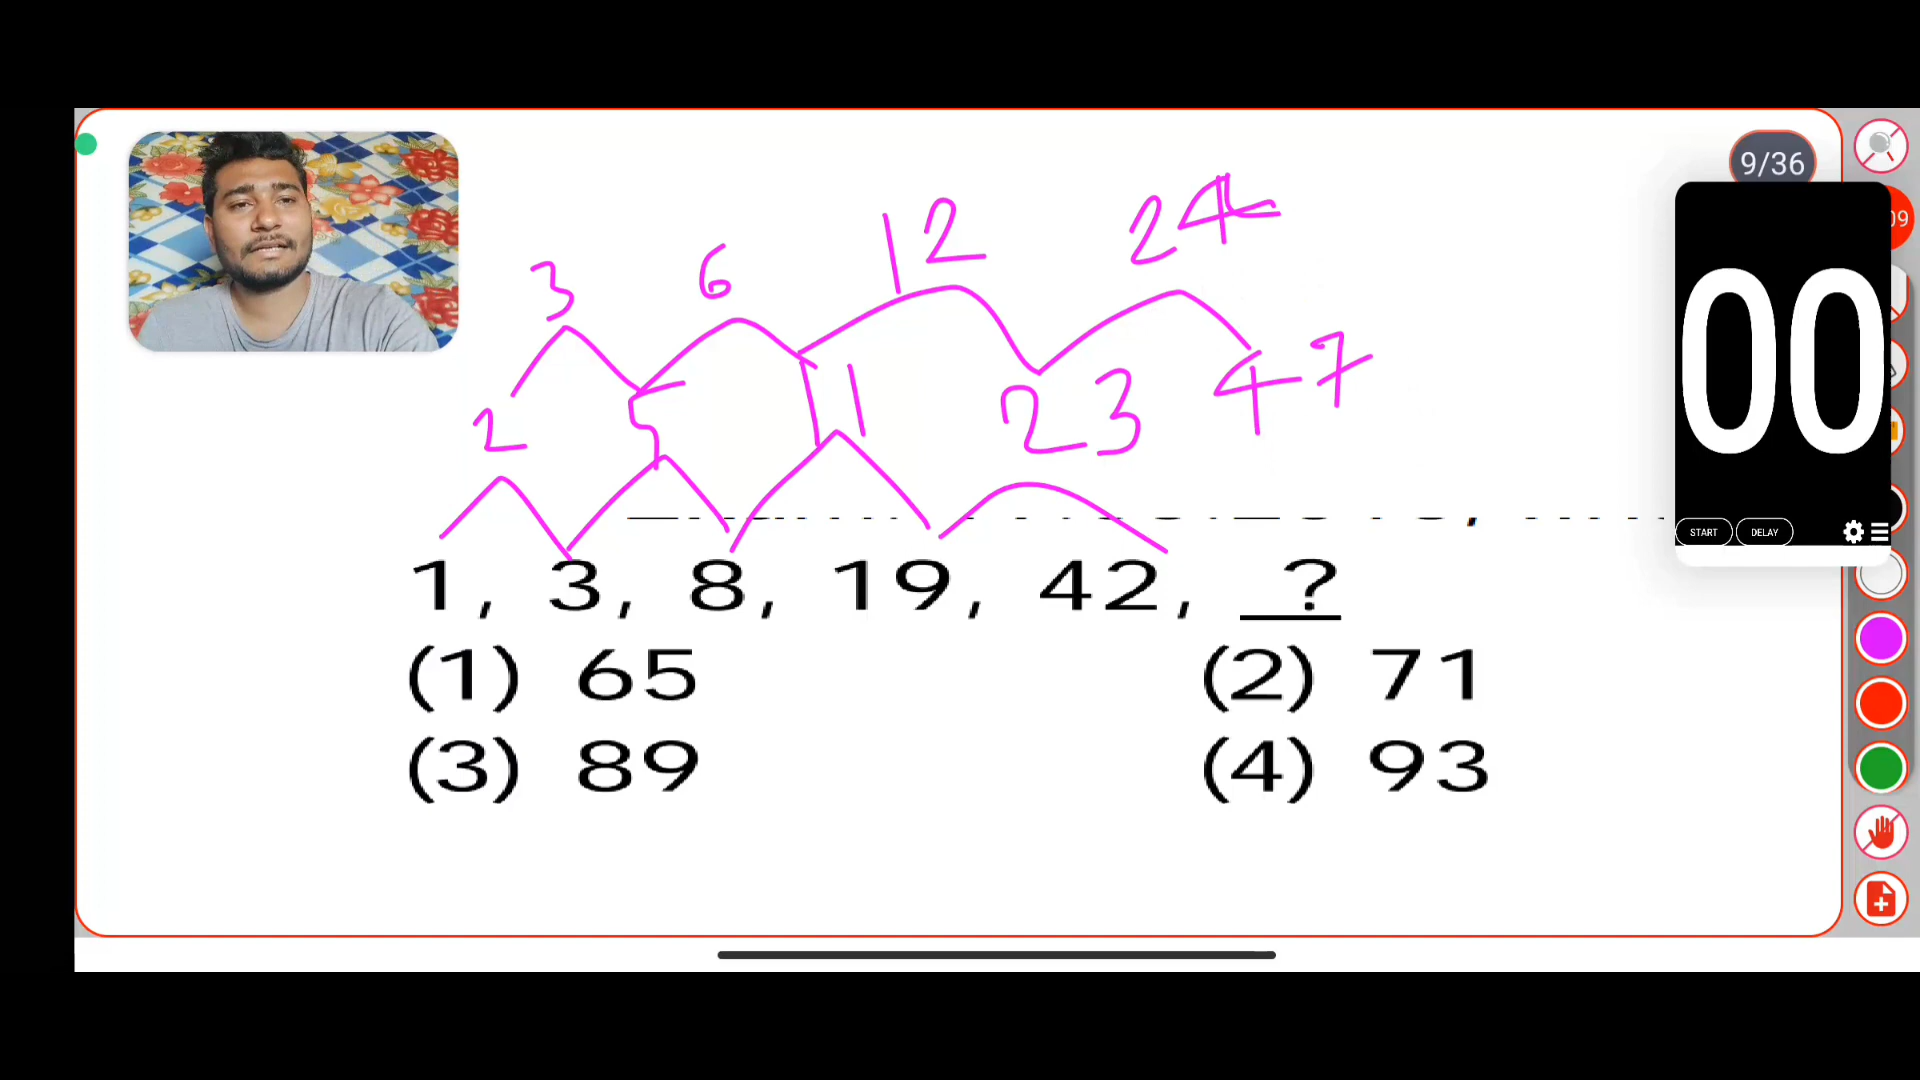 12 24
9/36
3 6
09
00
2 5 11 23 47
START DELAY
1, 3, 8, 19, 42, ?
(1) 65 (2) 71
(3) 89 (4) 93